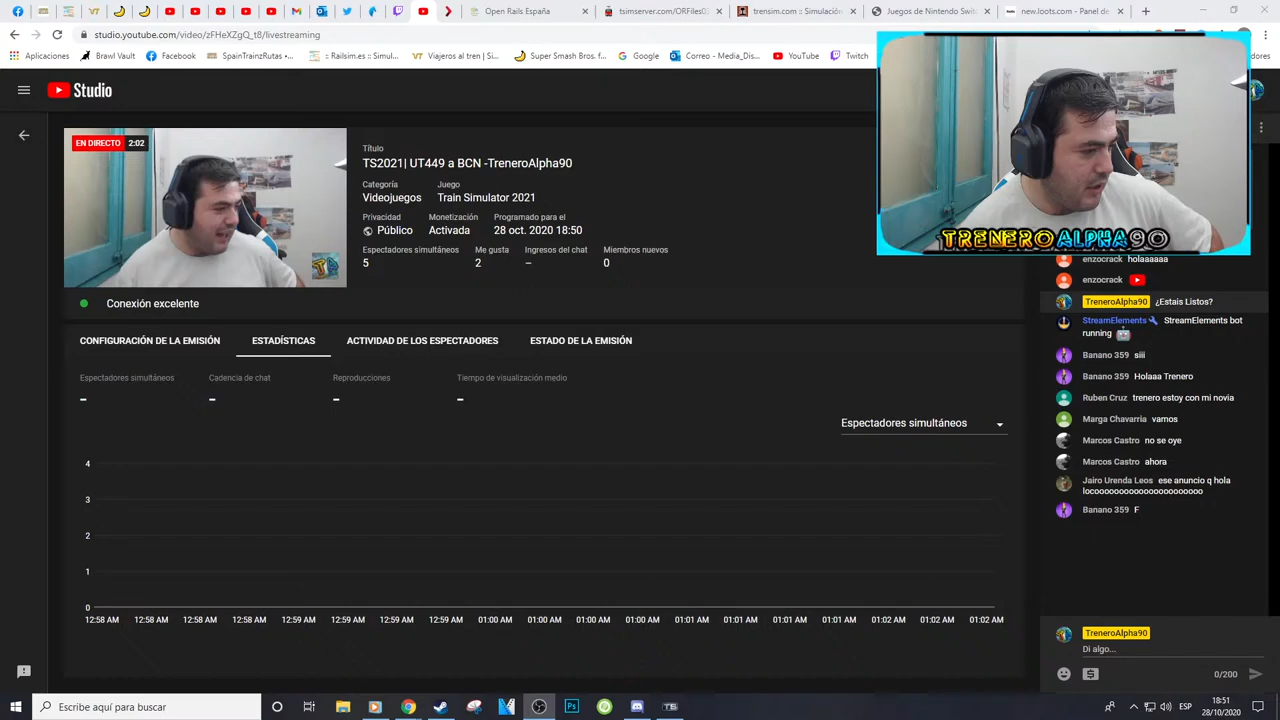 Open Rails España
tsimserver.com/ORFiles03
trensim.com :: Simulación
Juegos de Nintendo Switc
new.loots.com - Panel de
studio.youtube.com/video/zFHeXZgQ_t8/livestreaming
Aplicaciones
Brawl Vault
Facebook
SpainTrainzRutas - ...
:: Railsim.es :: Simu...
Viajeros al tren | S...
Super Smash Bros. f...
Google
Correo - Media_Dis...
YouTube
Twitch
Studio
EN DIRECTO 2:02
TS
Título
TS2021| UT449 a BCN -TreneroAlpha90
Categoría
Juego
Videojuegos
Train Simulator 2021
Privacidad
Monetización
Programado para el
Público
Activada
28 oct. 2020 18:50
Espectadores simultáneos
Me gusta
Ingresos del chat
Miembros nuevos
5
2
–
0
Conexión excelente
CONFIGURACIÓN DE LA EMISIÓN
ESTADÍSTICAS
ACTIVIDAD DE LOS ESPECTADORES
ESTADO DE LA EMISIÓN
Espectadores simultáneos
Cadencia de chat
Reproducciones
Tiempo de visualización medio
–
–
–
–
Espectadores simultáneos
4
3
2
1
0
12:58 AM
12:58 AM
12:58 AM
12:58 AM
12:59 AM
12:59 AM
12:59 AM
12:59 AM
01:00 AM
01:00 AM
01:00 AM
01:00 AM
01:01 AM
01:01 AM
01:01 AM
01:01 AM
01:02 AM
01:02 AM
01:02 AM
TRENEROALPHA90
enzocrack holaaaaaa
enzocrack
TreneroAlpha90 ¿Estais Listos?
StreamElements StreamElements bot
running
Banano 359 siii
Banano 359 Holaaa Trenero
Ruben Cruz trenero estoy con mi novia
Marga Chavarria vamos
Marcos Castro no se oye
Marcos Castro ahora
Jairo Urenda Leos ese anuncio q hola
locoooooooooooooooooooooo
Banano 359 F
TreneroAlpha90
Di algo...
0/200
Escribe aquí para buscar
ESP
18:51
28/10/2020